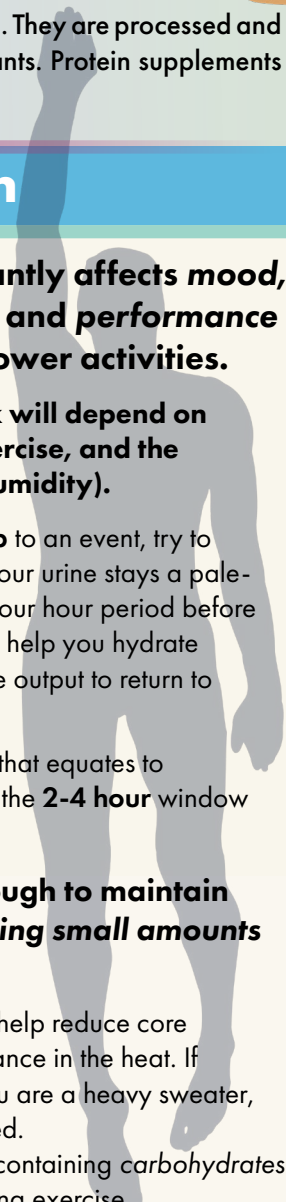 . They are processed and
ants. Protein supplements
n
antly affects mood,
and performance
ower activities.
k will depend on
ercise, and the
umidity).
p to an event, try to
our urine stays a pale-
our hour period before
help you hydrate
e output to return to
that equates to
the 2-4 hour window
ugh to maintain
ing small amounts
help reduce core
ance in the heat. If
u are a heavy sweater,
ed.
containing carbohydrates
ng exercise